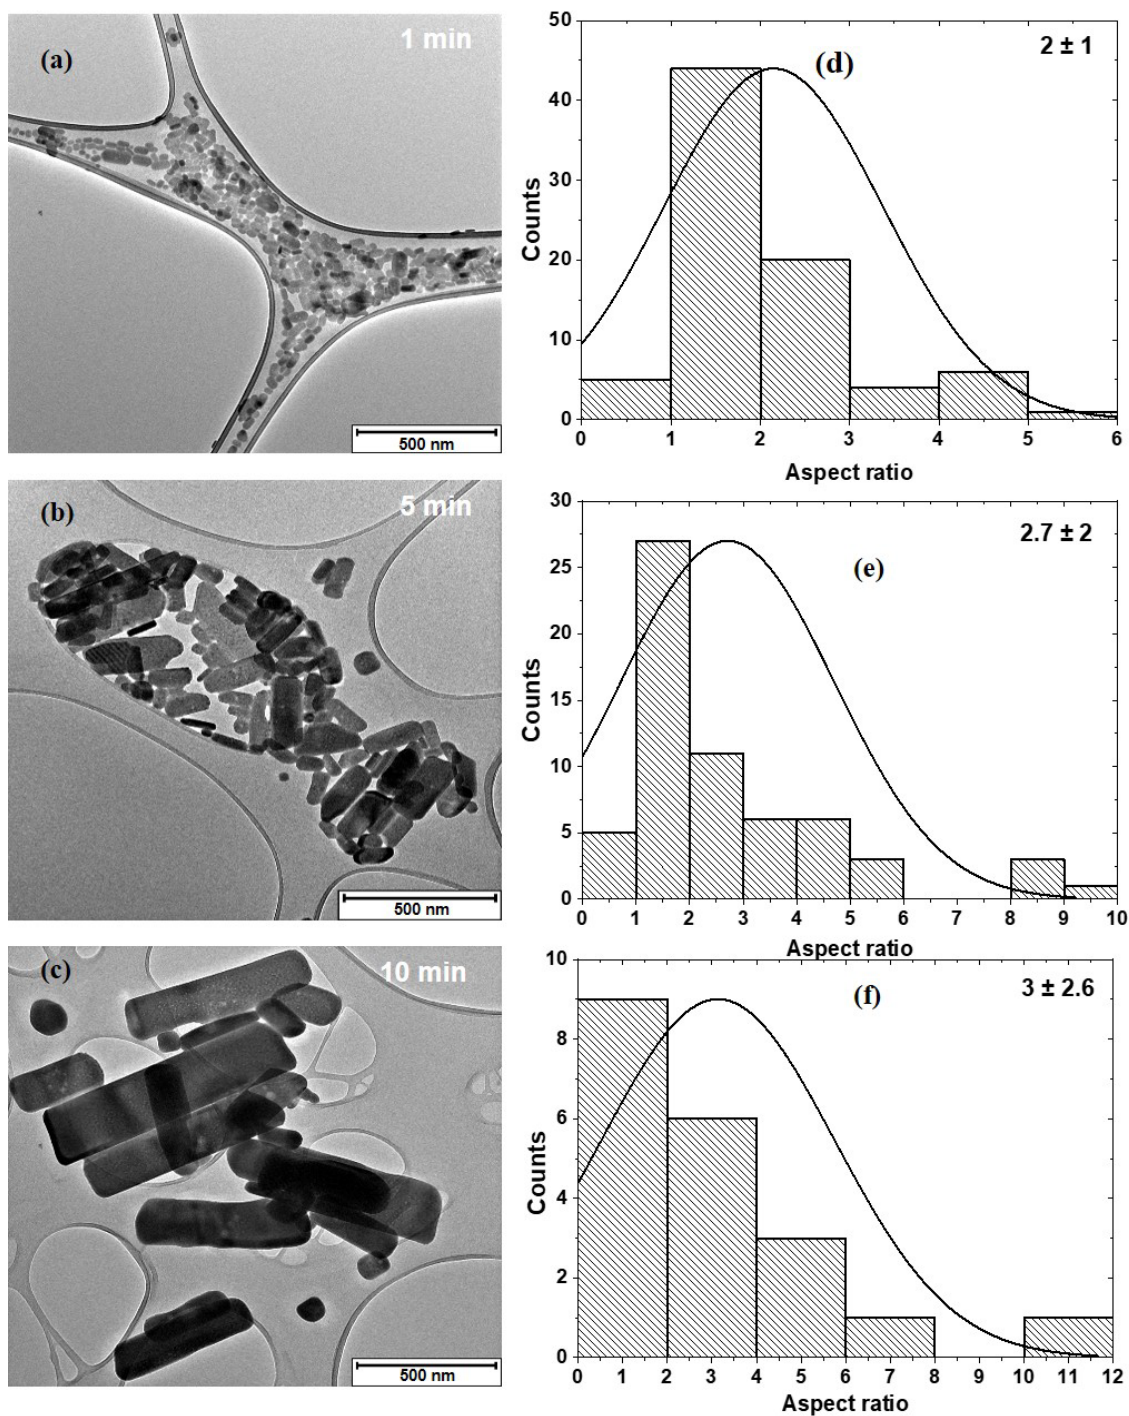 (a)
1 min
500 nm
50
40
30
20
10
0
Counts
(d)
2 ± 1
0 1 2 3 4 5 6
Aspect ratio
(b)
5 min
500 nm
30
25
20
15
10
5
0
Counts
(e)
2.7 ± 2
0 1 2 3 4 5 6 7 8 9 10
Aspect ratio
(c)
10 min
500 nm
10
8
6
4
2
0
Counts
(f)
3 ± 2.6
0 1 2 3 4 5 6 7 8 9 10 11 12
Aspect ratio